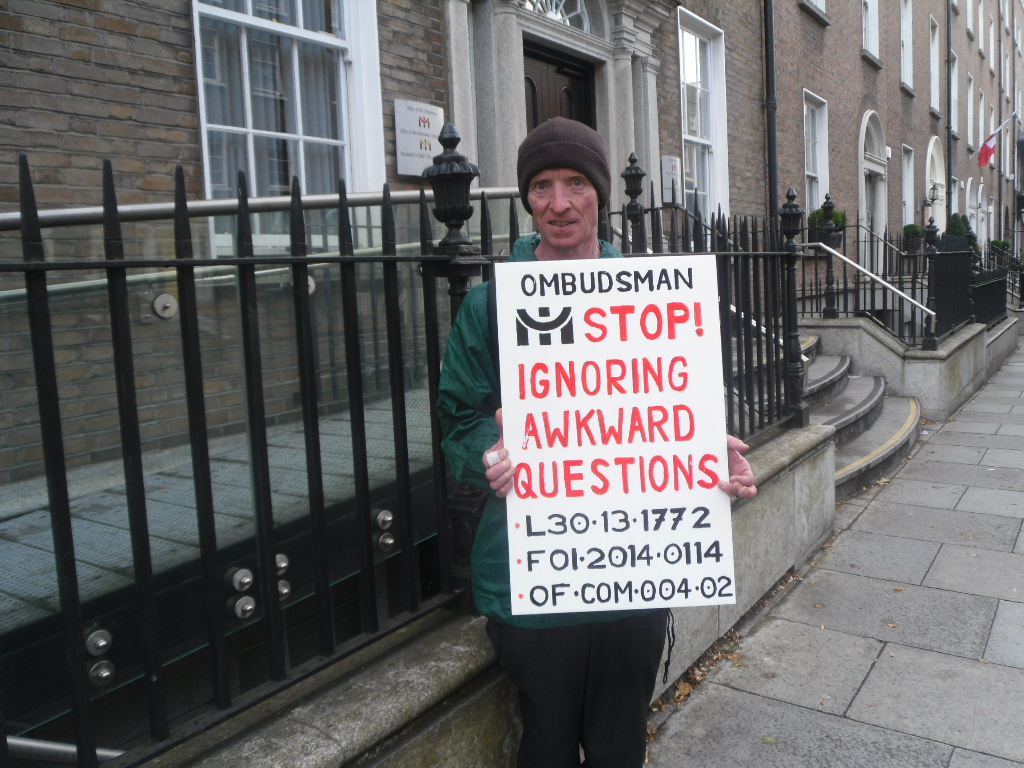 OMBUDSMAN
STOP!
IGNORING
AWKWARD
QUESTIONS
· L30·13·1772
· FOI·2014·0114
· OF·COM·004·02